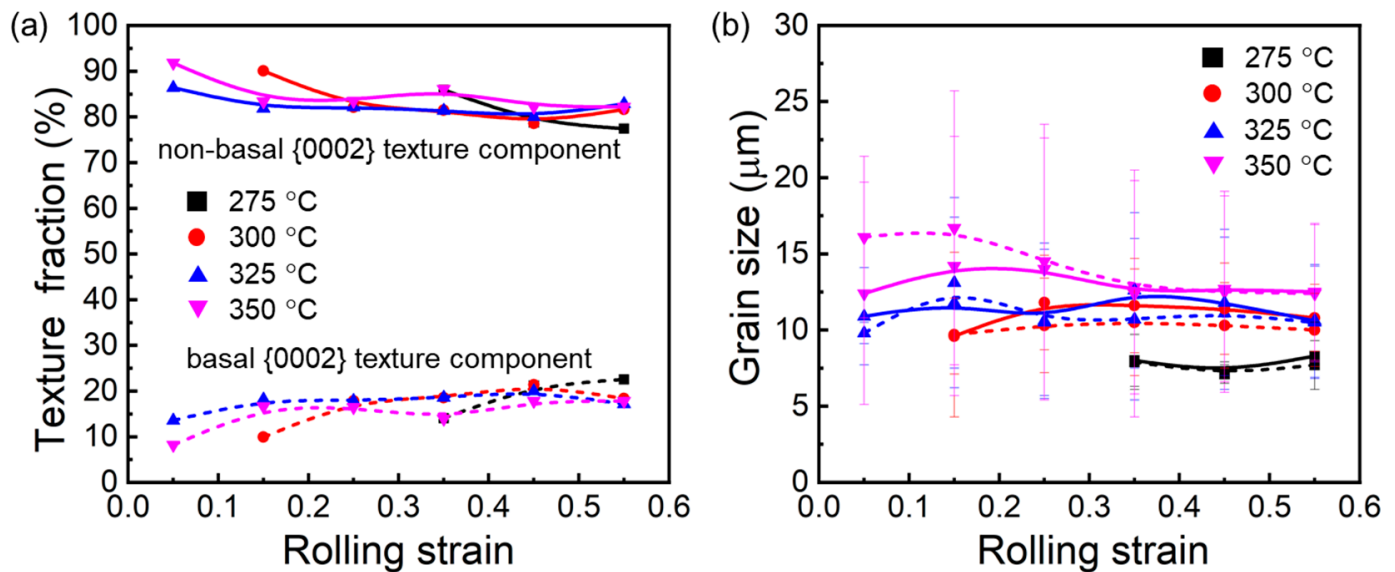 (a)
Texture fraction (%)
100
90
80
70
60
50
40
30
20
10
0
non-basal {0002} texture component
275 °C
300 °C
325 °C
350 °C
basal {0002} texture component
0.0 0.1 0.2 0.3 0.4 0.5 0.6
Rolling strain
(b)
Grain size (μm)
30
25
20
15
10
5
0
275 °C
300 °C
325 °C
350 °C
0.0 0.1 0.2 0.3 0.4 0.5 0.6
Rolling strain